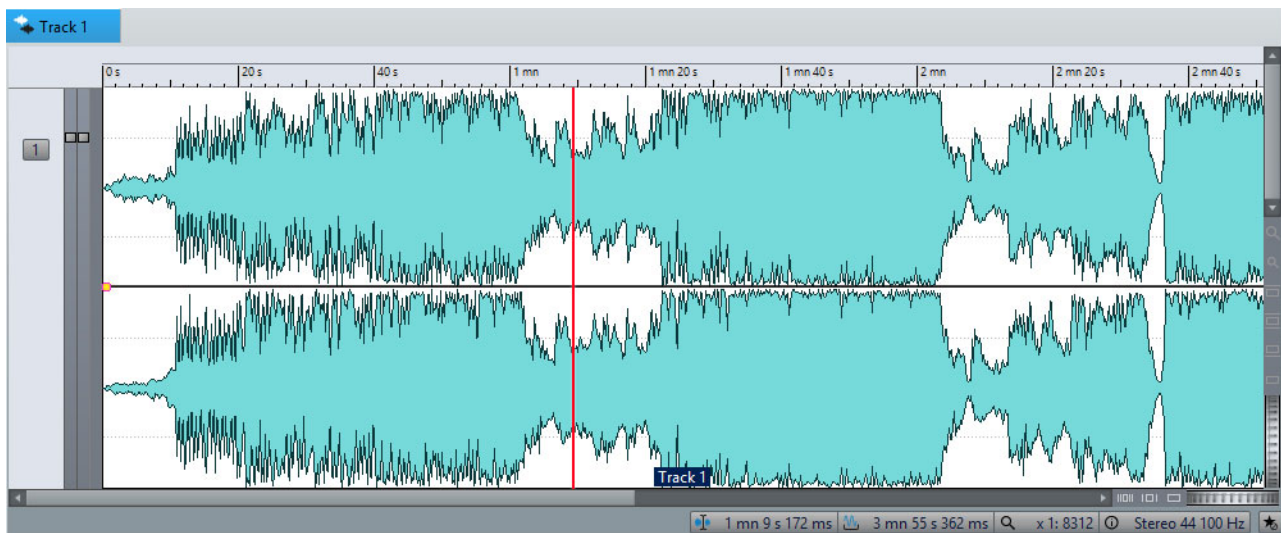 Track 1
0 s 20 s 40 s 1 mn 1 mn 20 s 1 mn 40 s 2 mn 2 mn 20 s 2 mn 40 s
1
Track 1
1 mn 9 s 172 ms 3 mn 55 s 362 ms x 1: 8312 Stereo 44 100 Hz